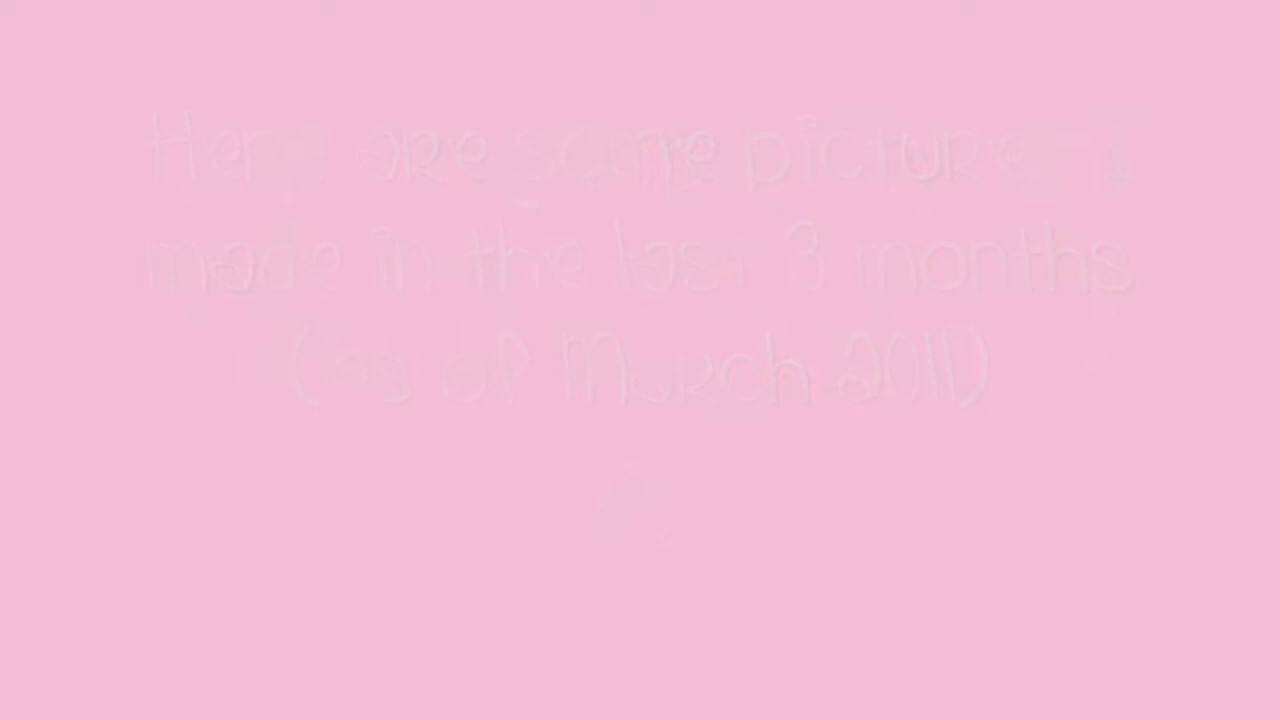 Here are some pictures I
made in the last 3 months
(as of March 2011)